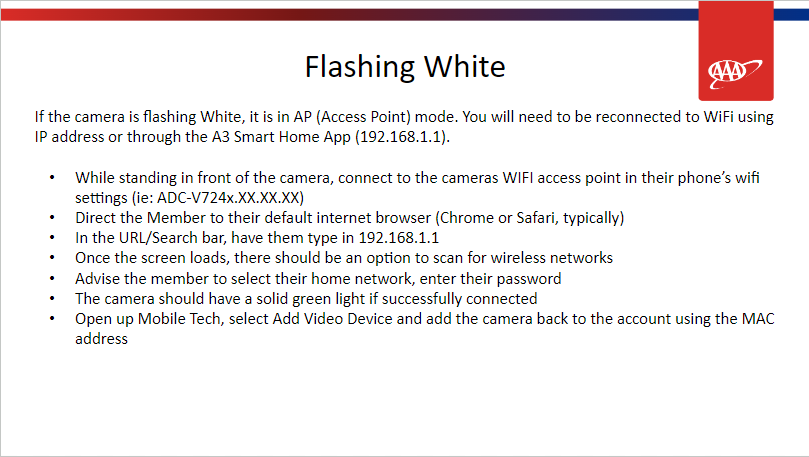 AAA
Flashing White
If the camera is flashing White, it is in AP (Access Point) mode. You will need to be reconnected to WiFi using
IP address or through the A3 Smart Home App (192.168.1.1).
• While standing in front of the camera, connect to the cameras WIFI access point in their phone’s wifi
settings (ie: ADC-V724x.XX.XX.XX)
• Direct the Member to their default internet browser (Chrome or Safari, typically)
• In the URL/Search bar, have them type in 192.168.1.1
• Once the screen loads, there should be an option to scan for wireless networks
• Advise the member to select their home network, enter their password
• The camera should have a solid green light if successfully connected
• Open up Mobile Tech, select Add Video Device and add the camera back to the account using the MAC
address